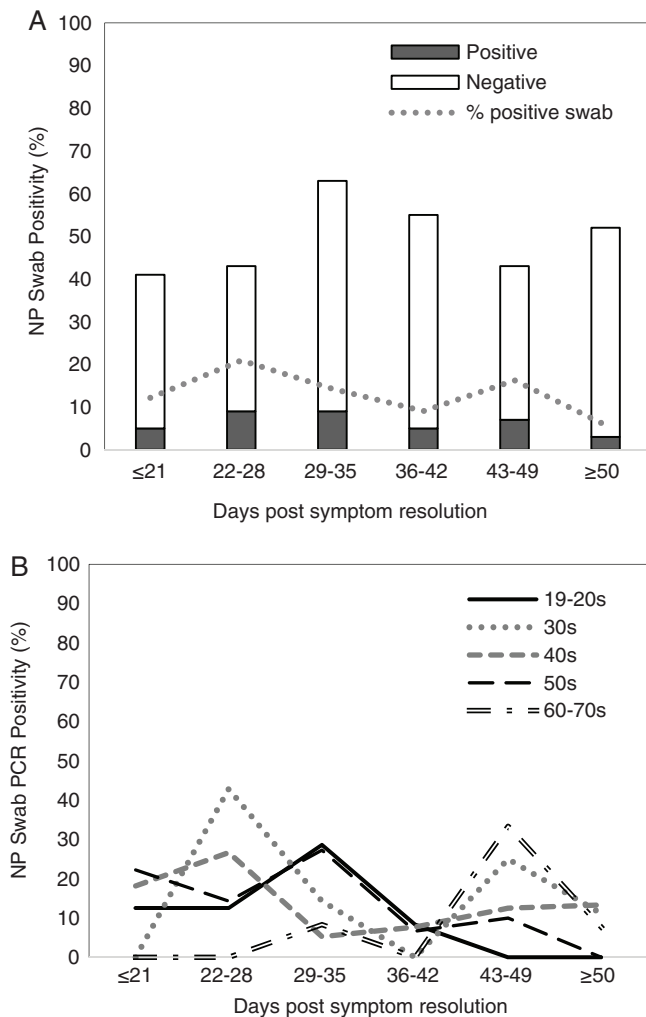 A
NP Swab Positivity (%)
100
90
80
70
60
50
40
30
20
10
0
Positive
Negative
% positive swab
≤21 22-28 29-35 36-42 43-49 ≥50
Days post symptom resolution
B
NP Swab PCR Positivity (%)
100
90
80
70
60
50
40
30
20
10
0
19-20s
30s
40s
50s
60-70s
≤21 22-28 29-35 36-42 43-49 ≥50
Days post symptom resolution